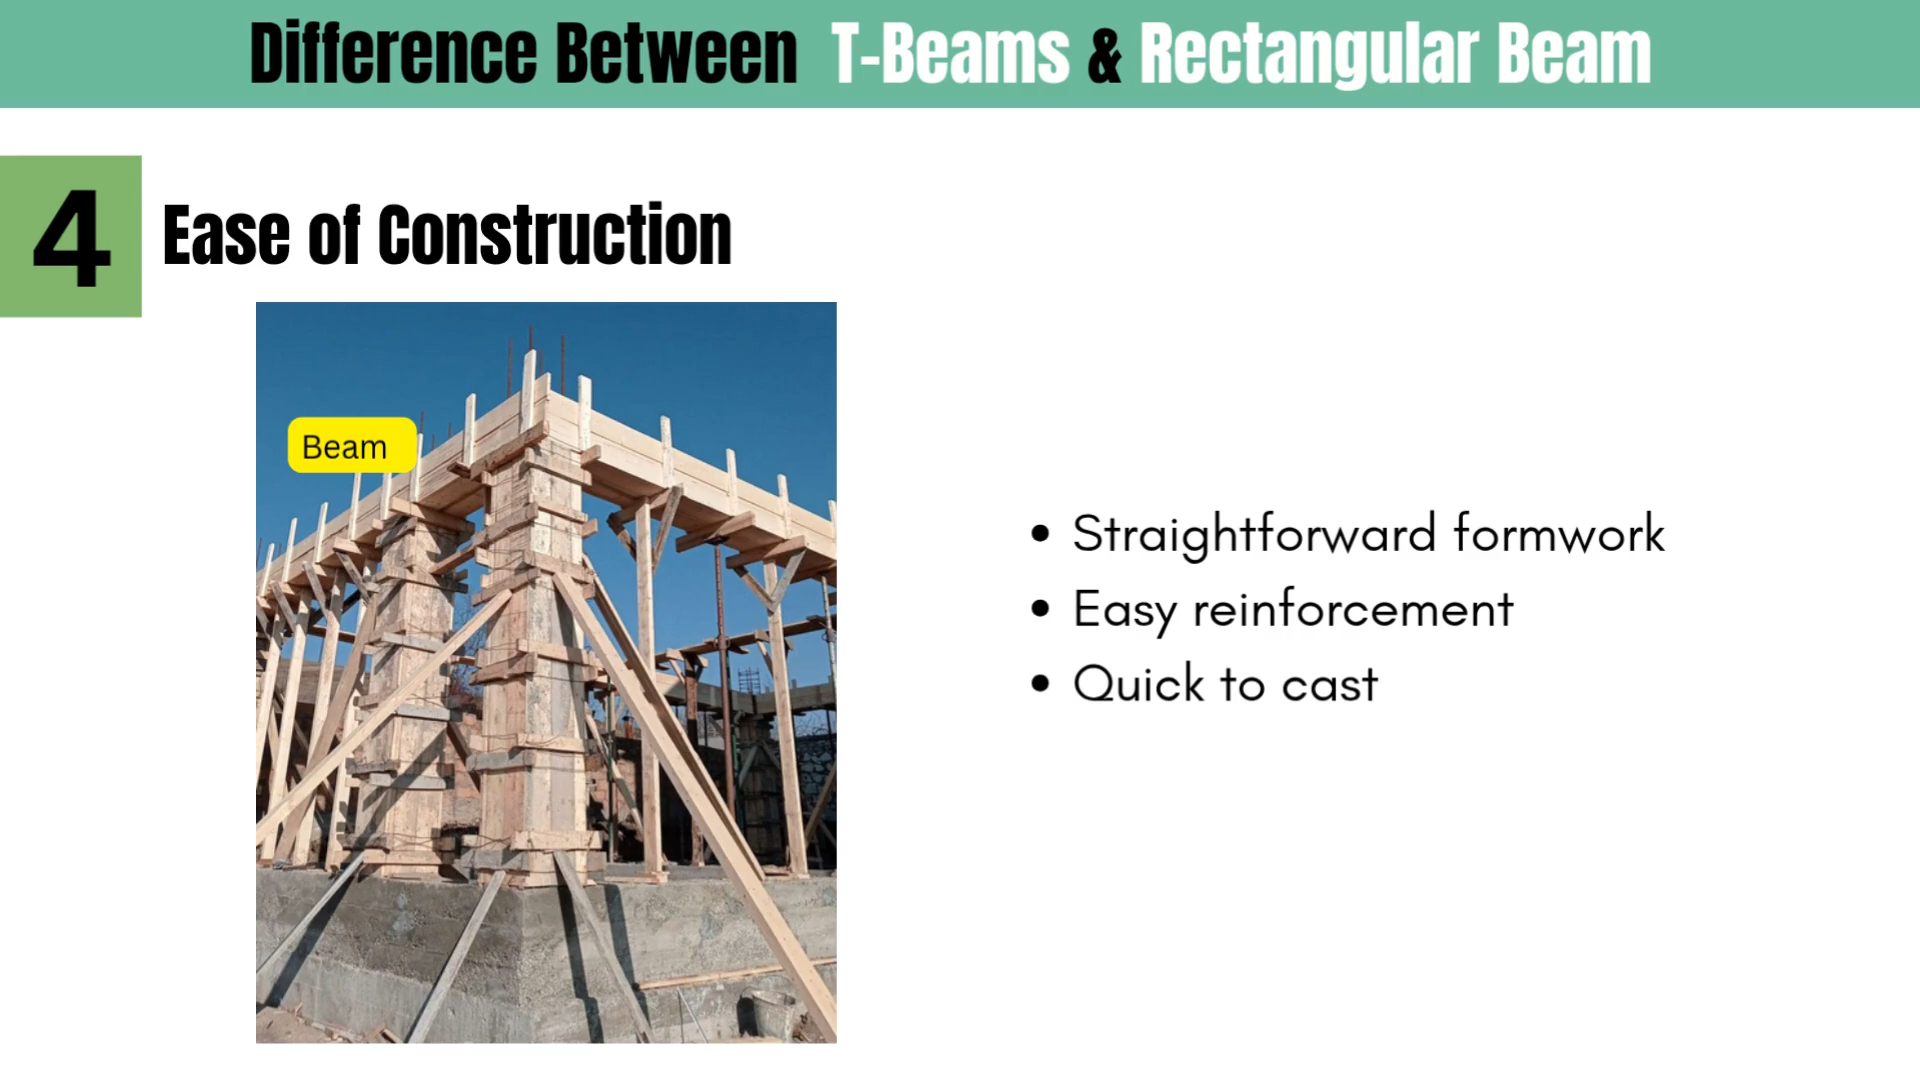 Difference Between T-Beams & Rectangular Beam
4
Ease of Construction
Beam
• Straightforward formwork
• Easy reinforcement
• Quick to cast